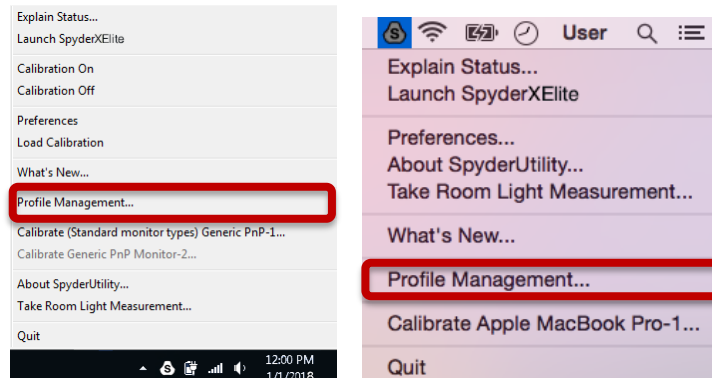 Explain Status...
Launch SpyderXElite
Calibration On
Calibration Off
Preferences
Load Calibration
What's New...
Profile Management...
Calibrate (Standard monitor types) Generic PnP-1...
Calibrate Generic PnP Monitor-2...
About SpyderUtility...
Take Room Light Measurement...
Quit
12:00 PM
1/1/2018
S User
Explain Status...
Launch SpyderXElite
Preferences...
About SpyderUtility...
Take Room Light Measurement...
What's New...
Profile Management...
Calibrate Apple MacBook Pro-1...
Quit